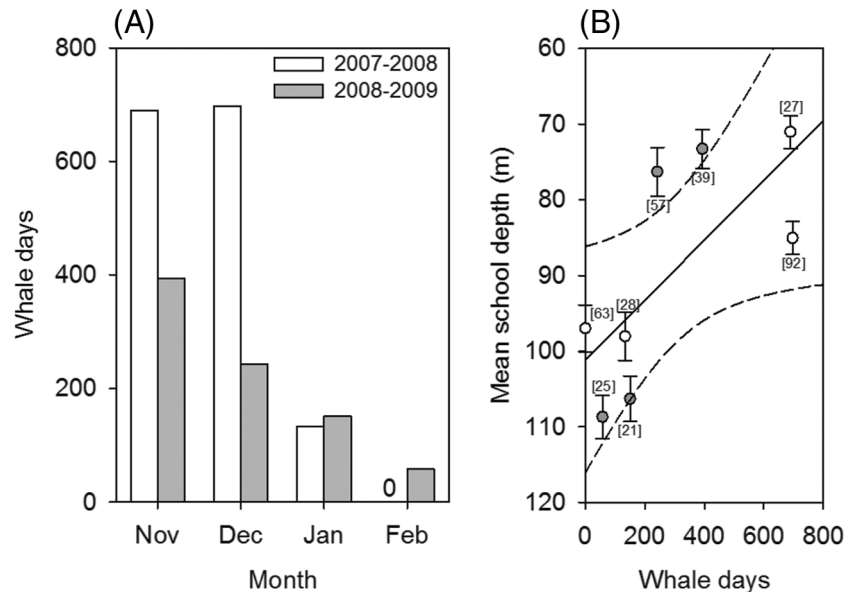 (A)
800
600
400
200
0
Whale days
2007-2008
2008-2009
0
Nov Dec Jan Feb
Month
(B)
60
70
80
90
100
110
120
Mean school depth (m)
[27]
[39]
[57]
[92]
[63]
[28]
[25]
[21]
0 200 400 600 800
Whale days